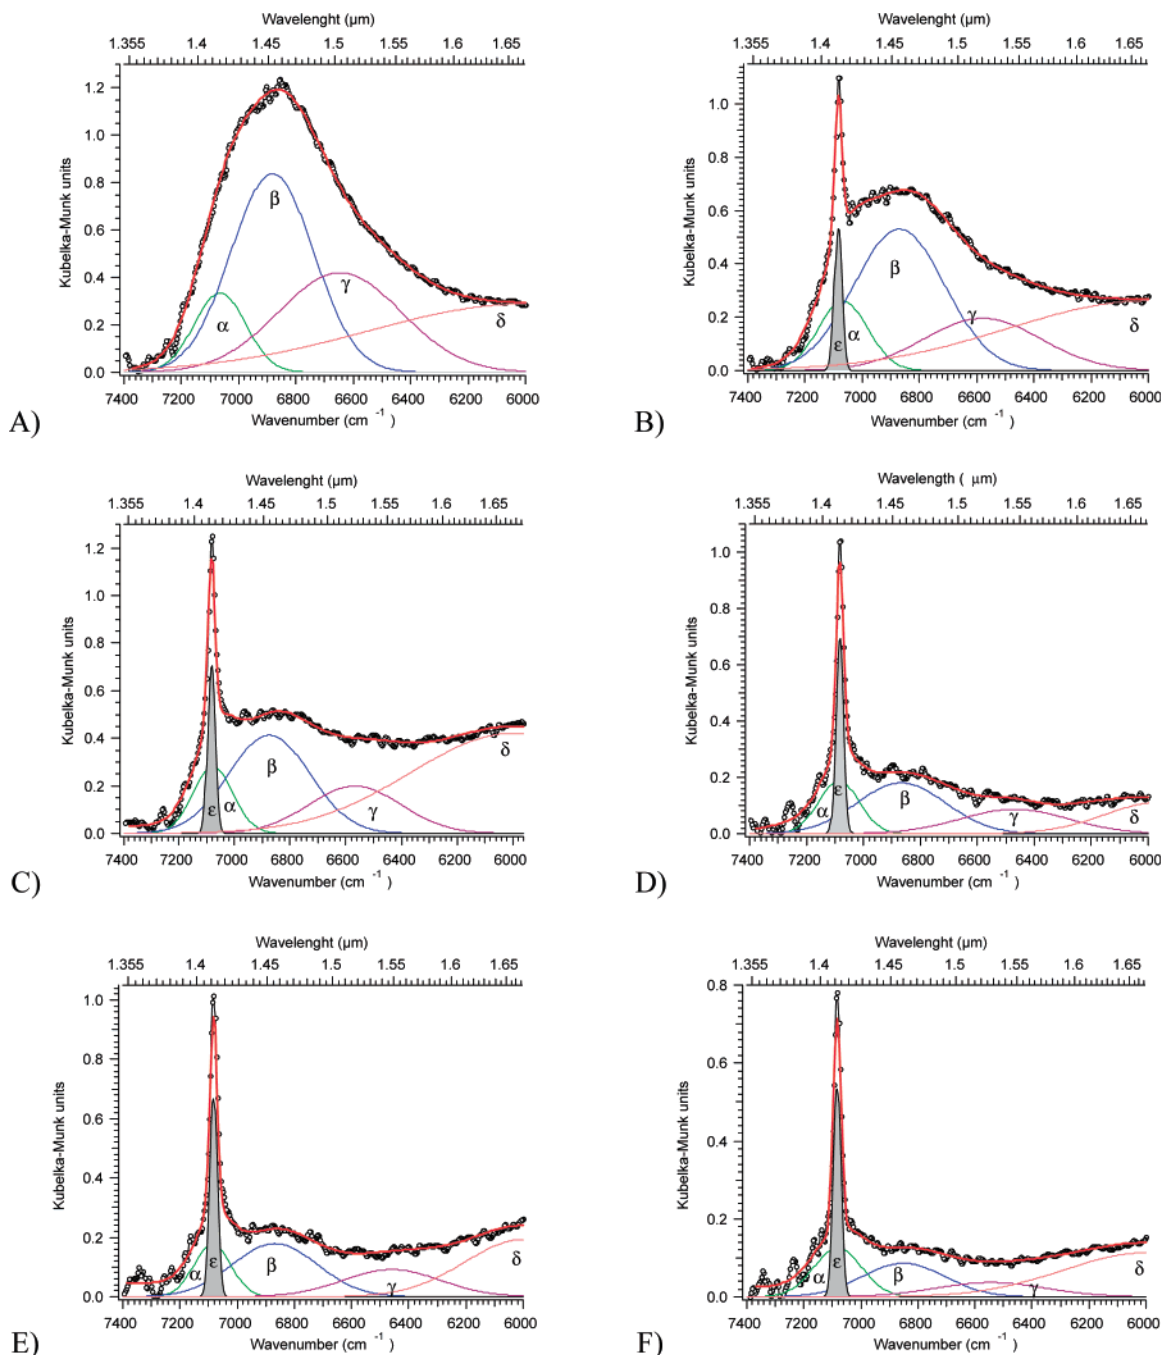 Wavelenght (µm)
1.355 1.4 1.45 1.5 1.55 1.6 1.65
Kubelka-Munk units
1.2
1.0
0.8
0.6
0.4
0.2
0.0
α
β
γ
δ
7400 7200 7000 6800 6600 6400 6200 6000
Wavenumber (cm -1 )
A)
Wavelenght (µm)
1.355 1.4 1.45 1.5 1.55 1.6 1.65
Kubelka-Munk units
1.0
0.8
0.6
0.4
0.2
0.0
ε
α
β
γ
δ
7400 7200 7000 6800 6600 6400 6200 6000
Wavenumber (cm -1 )
B)
Wavelenght (µm)
1.355 1.4 1.45 1.5 1.55 1.6 1.65
Kubelka-Munk units
1.2
1.0
0.8
0.6
0.4
0.2
0.0
ε
α
β
γ
δ
7400 7200 7000 6800 6600 6400 6200 6000
Wavenumber (cm -1 )
C)
Wavelength ( µm)
1.355 1.4 1.45 1.5 1.55 1.6 1.65
Kubelka-Munk units
1.0
0.8
0.6
0.4
0.2
0.0
α
ε
β
γ
δ
7400 7200 7000 6800 6600 6400 6200 6000
Wavenumber (cm -1 )
D)
Wavelenght (µm)
1.355 1.4 1.45 1.5 1.55 1.6 1.65
Kubelka-Munk units
1.0
0.8
0.6
0.4
0.2
0.0
α
ε
β
γ
δ
7400 7200 7000 6800 6600 6400 6200 6000
Wavenumber (cm -1 )
E)
Wavelenght (µm)
1.355 1.4 1.45 1.5 1.55 1.6 1.65
Kubelka-Munk units
0.8
0.6
0.4
0.2
0.0
α
ε
β
γ
δ
7400 7200 7000 6800 6600 6400 6200 6000
Wavenumber (cm -1 )
F)